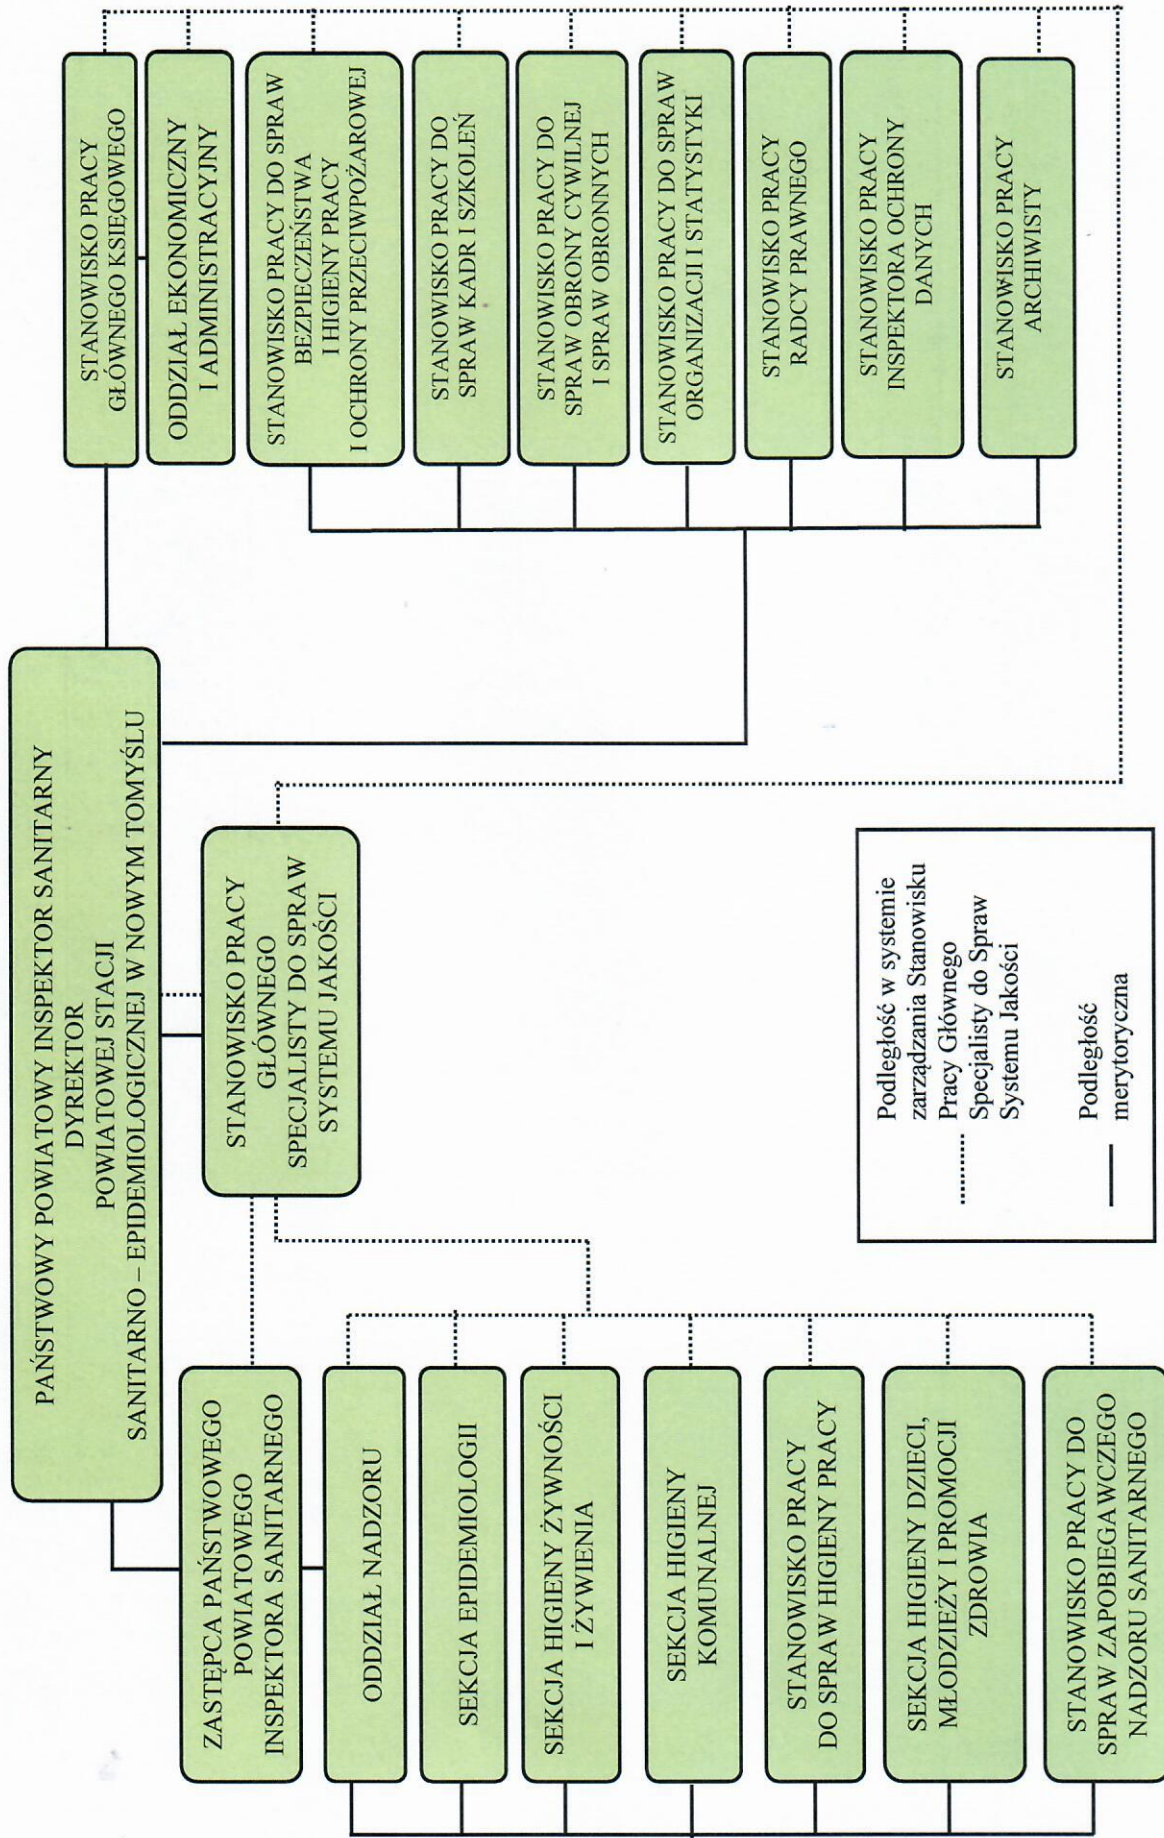 PAŃSTWOWY POWIATOWY INSPEKTOR SANITARNY
DYREKTOR
POWIATOWEJ STACJI
SANITARNO – EPIDEMIOLOGICZNEJ W NOWYM TOMYŚLU
ZASTĘPCA PAŃSTWOWEGO
POWIATOWEGO
INSPEKTORA SANITARNEGO
ODDZIAŁ NADZORU
SEKCJA EPIDEMIOLOGII
SEKCJA HIGIENY ŻYWNOŚCI
I ŻYWIENIA
SEKCJA HIGIENY
KOMUNALNEJ
STANOWISKO PRACY
DO SPRAW HIGIENY PRACY
SEKCJA HIGIENY DZIECI,
MŁODZIEŻY I PROMOCJI
ZDROWIA
STANOWISKO PRACY DO
SPRAW ZAPOBIEGAWCZEGO
NADZORU SANITARNEGO
STANOWISKO PRACY
GŁÓWNEGO
SPECJALISTY DO SPRAW
SYSTEMU JAKOŚCI
Podległość w systemie
zarządzania Stanowisku
Pracy Głównego
Specjalisty do Spraw
Systemu Jakości
Podległość
merytoryczna
STANOWISKO PRACY
GŁÓWNEGO KSIĘGOWEGO
ODDZIAŁ EKONOMICZNY
I ADMINISTRACYJNY
STANOWISKO PRACY DO SPRAW
BEZPIECZEŃSTWA
I HIGIENY PRACY
I OCHRONY PRZECIWPOŻAROWEJ
STANOWISKO PRACY DO
SPRAW KADR I SZKOLEŃ
STANOWISKO PRACY DO
SPRAW OBRONY CYWILNEJ
I SPRAW OBRONNYCH
STANOWISKO PRACY DO SPRAW
ORGANIZACJI I STATYSTYKI
STANOWISKO PRACY
RADCY PRAWNEGO
STANOWISKO PRACY
INSPEKTORA OCHRONY
DANYCH
STANOWISKO PRACY
ARCHIWISTY